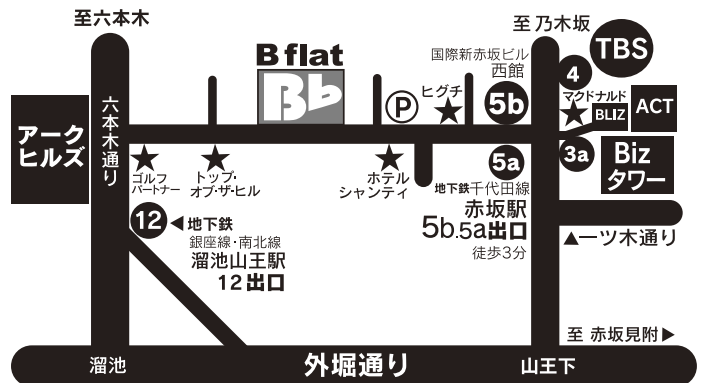 至六本木
至乃木坂
B flat
Bb
国際新赤坂ビル
西館
TBS
4
マクドナルド
BLIZ
ACT
P
ヒグチ
5b
アーク
ヒルズ
六本木通り
ゴルフ
パートナー
トップ・
オブ・ザ・ヒル
ホテル
シャンティ
5a
3a
Biz
タワー
地下鉄千代田線
赤坂駅
5b.5a出口
徒歩3分
12
◀地下鉄
銀座線・南北線
溜池山王駅
12出口
▲一ツ木通り
至 赤坂見附▶
溜池
外堀通り
山王下